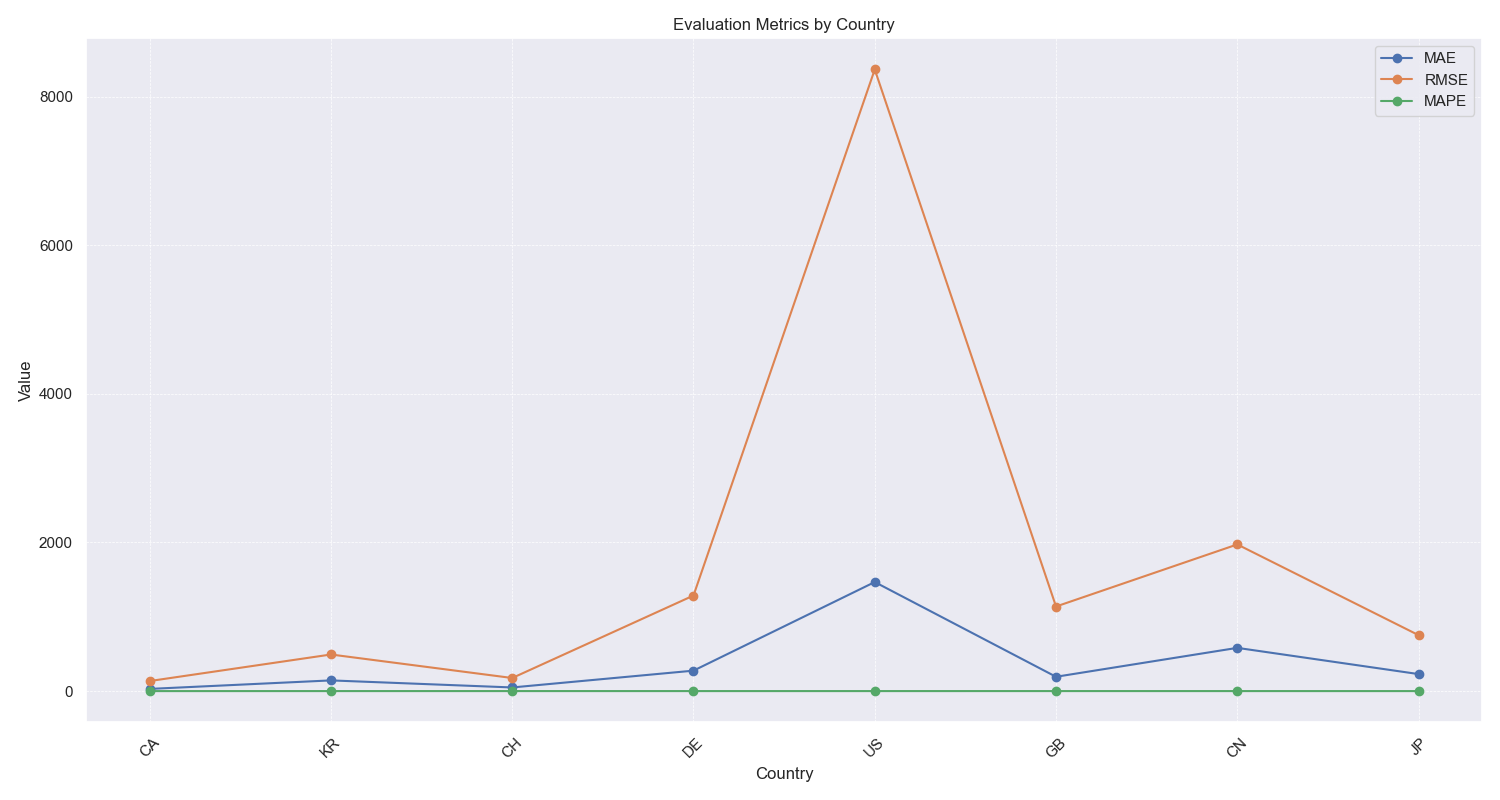 Evaluation Metrics by Country
MAE
RMSE
MAPE
8000
6000
4000
2000
0
Value
CA
KR
CH
DE
US
GB
CN
JP
Country